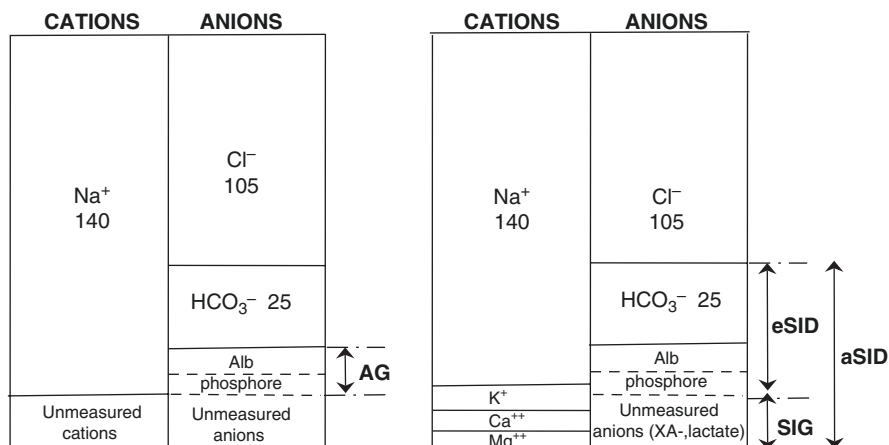 CATIONS ANIONS
Na⁺
140
Cl⁻
105
HCO₃⁻ 25
Alb
phosphore
AG
Unmeasured
cations
Unmeasured
anions
CATIONS ANIONS
Na⁺
140
Cl⁻
105
HCO₃⁻ 25
Alb
phosphore
K⁺
Ca⁺⁺
Mg⁺⁺
Unmeasured
anions (XA-,lactate)
eSID
aSID
SIG